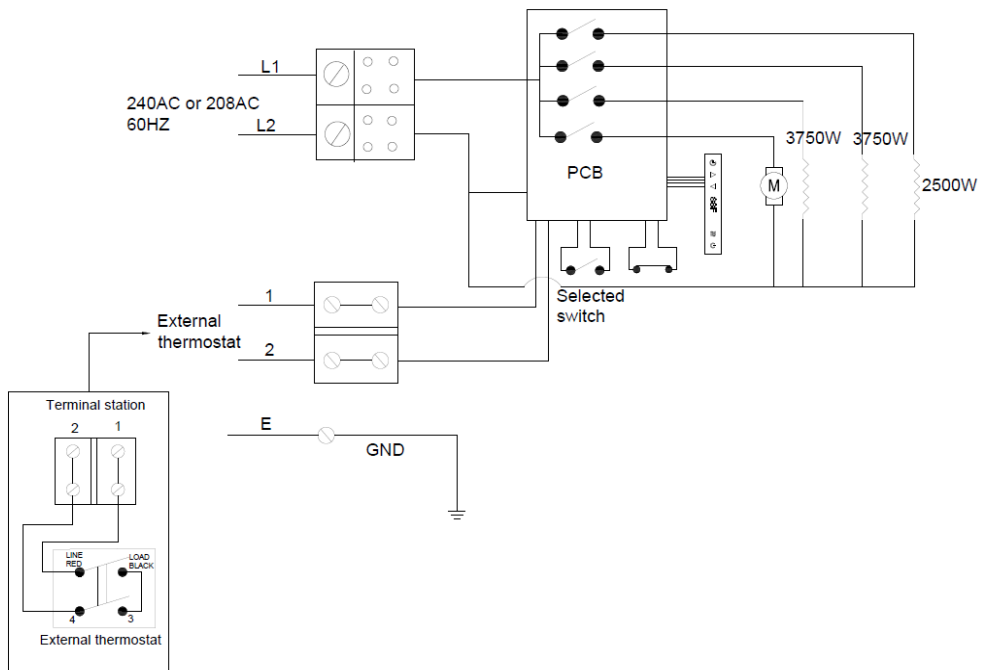 L1
240AC or 208AC
60HZ
L2
PCB
3750W 3750W
M
2500W
Selected
switch
1
External
thermostat
2
Terminal station
2 1
E
GND
LINE
RED
LOAD
BLACK
4 3
External thermostat